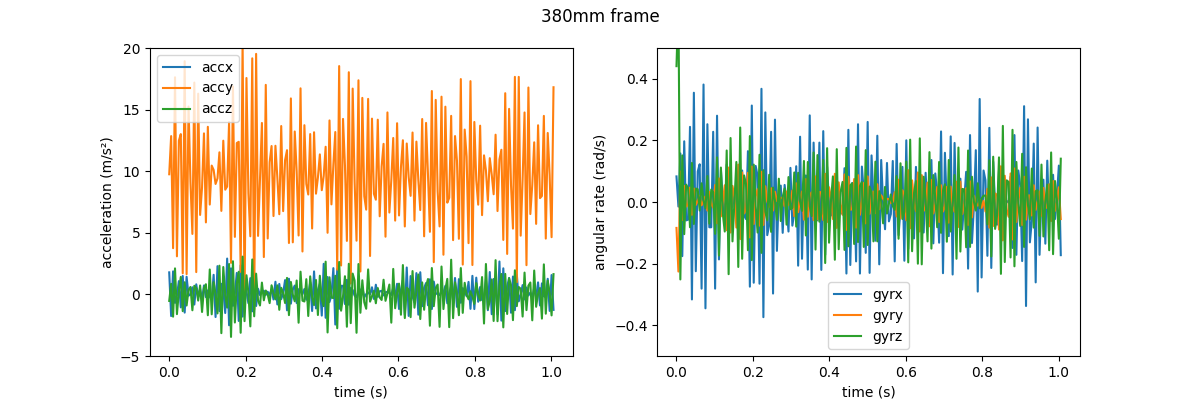 380mm frame
20
15
10
5
0
−5
acceleration (m/s²)
accx
accy
accz
0.0 0.2 0.4 0.6 0.8 1.0
time (s)
0.4
0.2
0.0
−0.2
−0.4
angular rate (rad/s)
gyrx
gyry
gyrz
0.0 0.2 0.4 0.6 0.8 1.0
time (s)